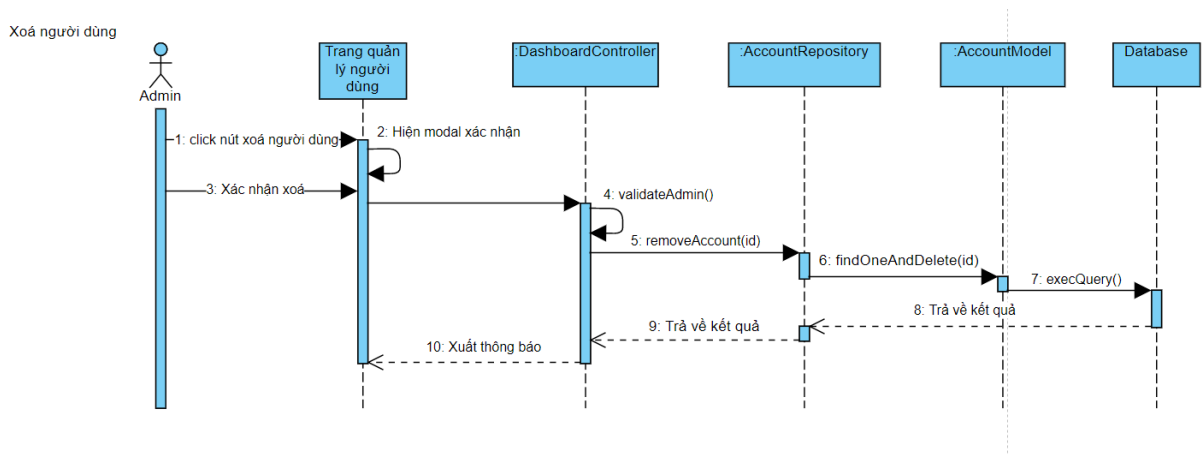 Xoá người dùng
Admin
Trang quản
lý người
dùng
:DashboardController
:AccountRepository
:AccountModel
Database
1: click nút xoá người dùng
2: Hiện modal xác nhận
3: Xác nhận xoá
4: validateAdmin()
5: removeAccount(id)
6: findOneAndDelete(id)
7: execQuery()
8: Trả về kết quả
9: Trả về kết quả
10: Xuất thông báo